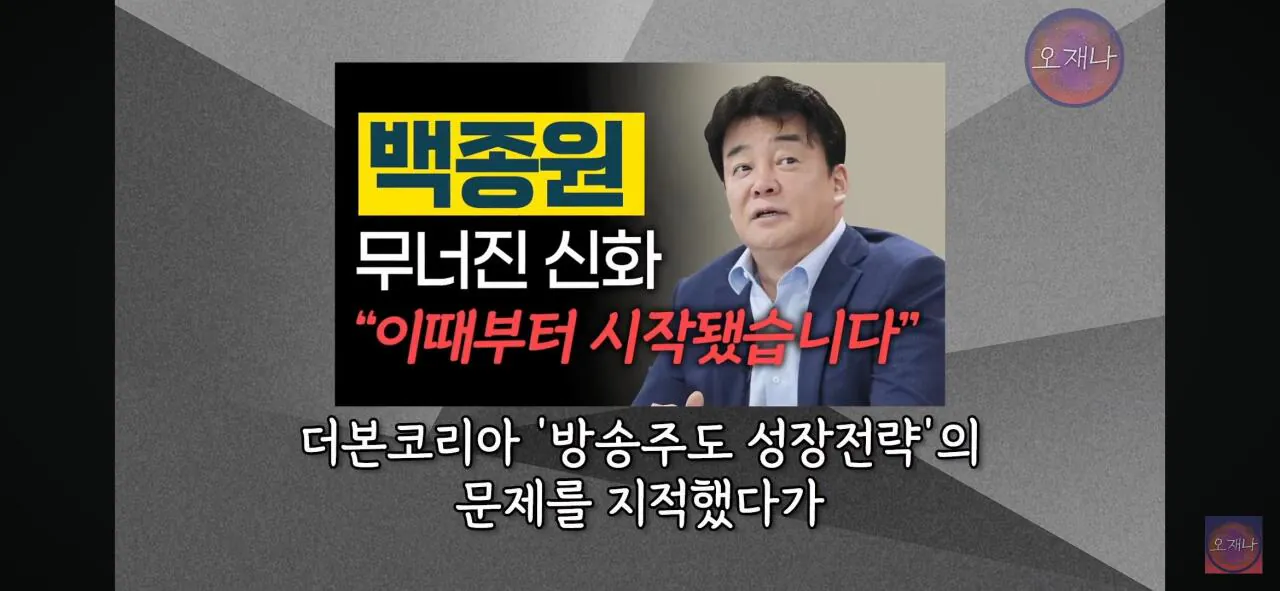 오재나
백종원
무너진 신화
“이때부터 시작됐습니다”
더본코리아 '방송주도 성장전략'의
문제를 지적했다가
오재나